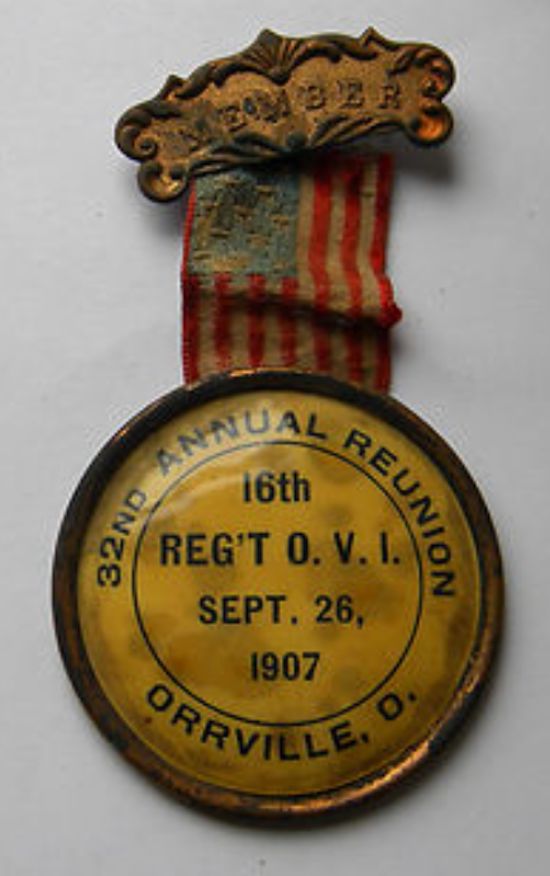 MEMBER
32ND ANNUAL REUNION
16th
REG'T O. V. I.
SEPT. 26,
1907
ORRVILLE, O.